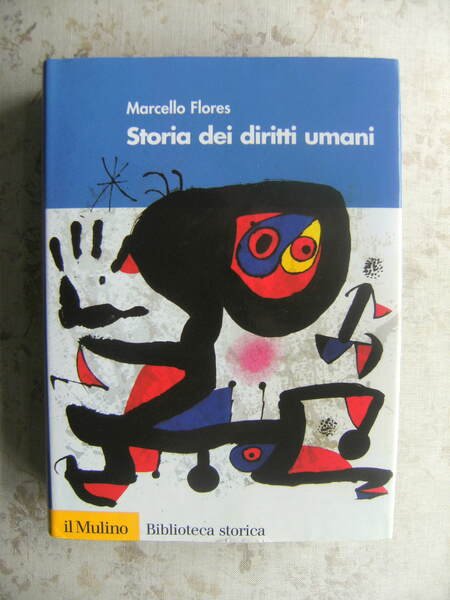 Marcello Flores
Storia dei diritti umani
il Mulino Biblioteca storica